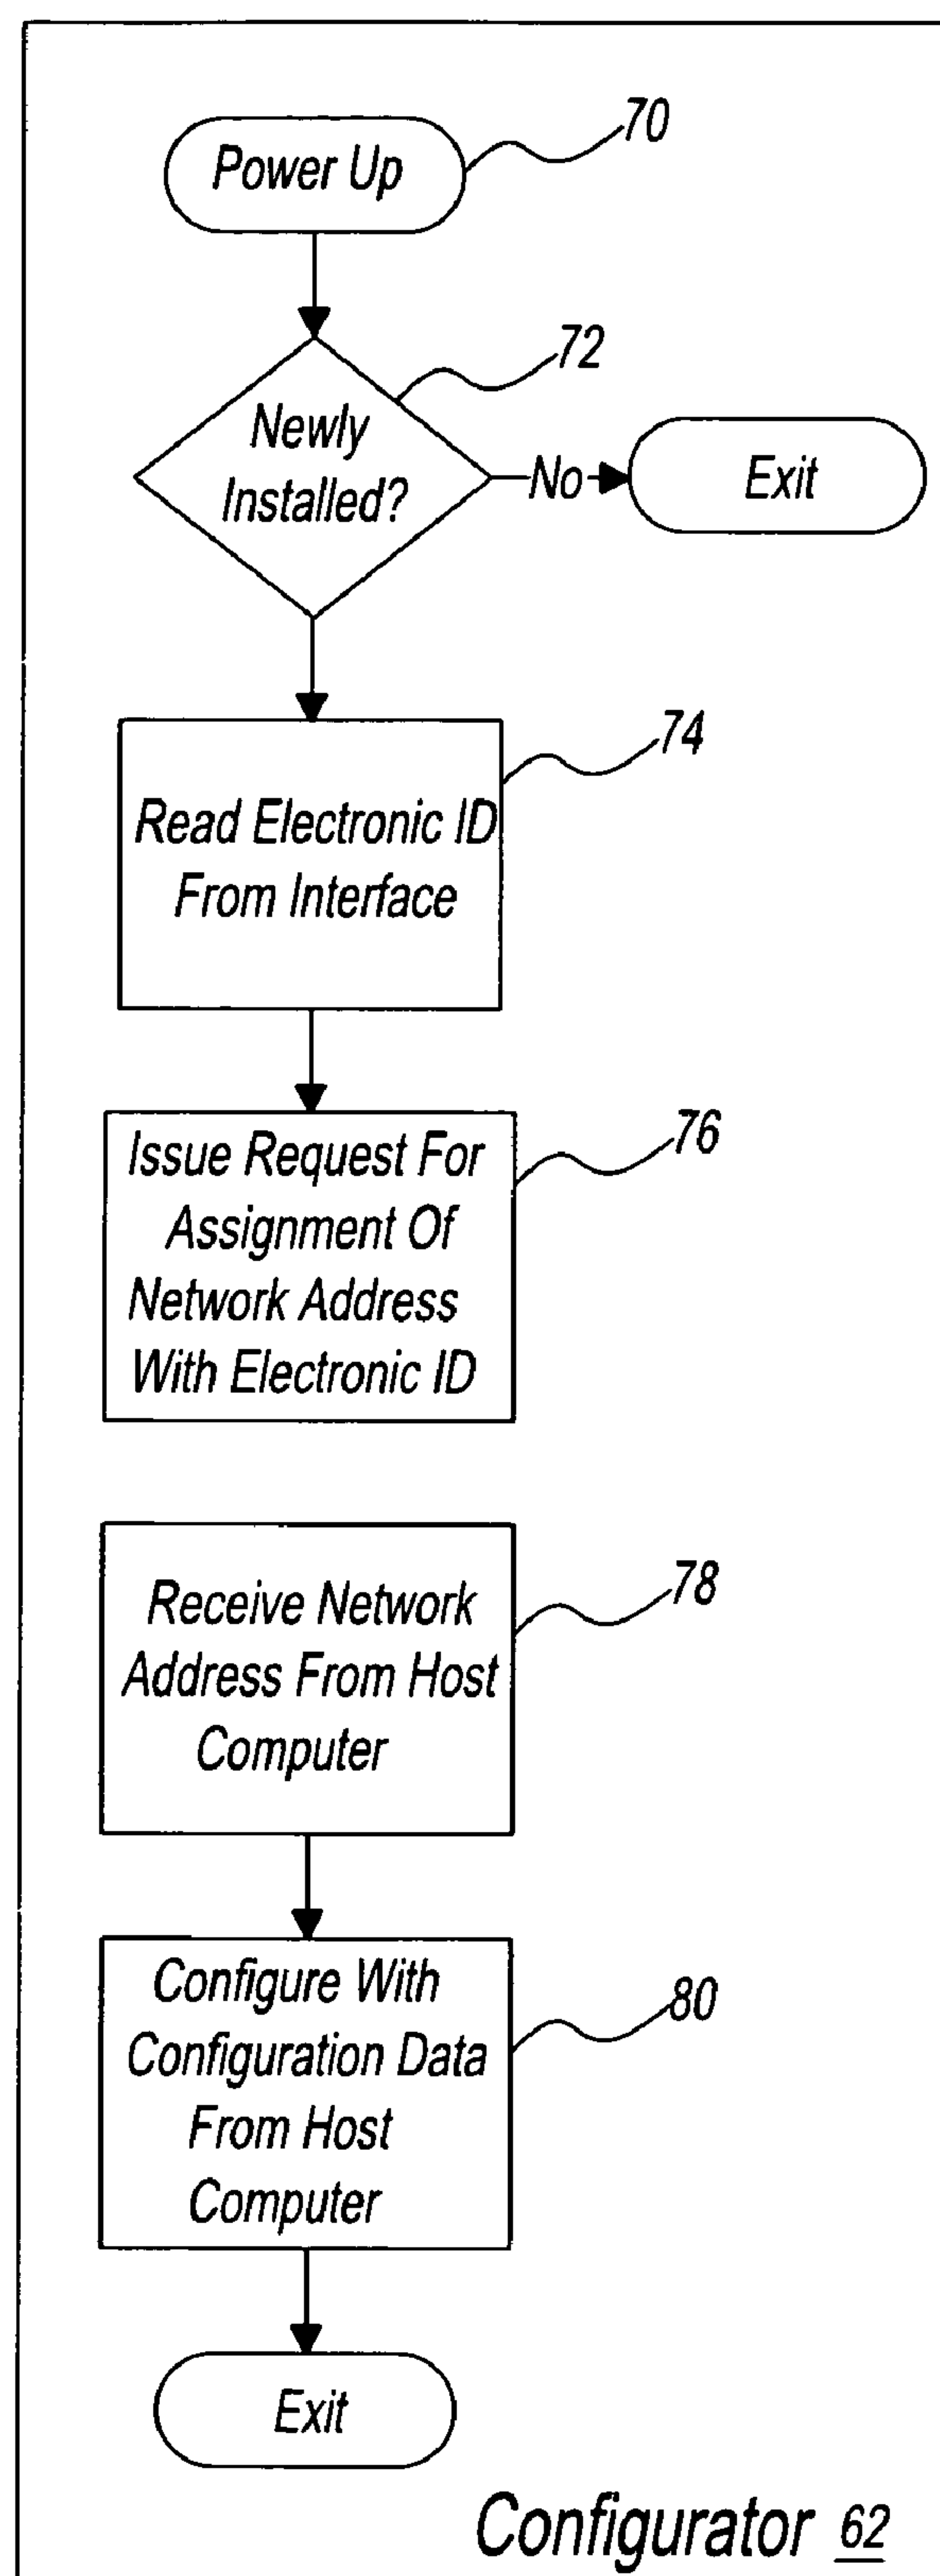 Power Up
70
Newly
Installed?
72
No
Exit
Read Electronic ID
From Interface
74
Issue Request For
Assignment Of
Network Address
With Electronic ID
76
Receive Network
Address From Host
Computer
78
Configure With
Configuration Data
From Host
Computer
80
Exit
Configurator 62